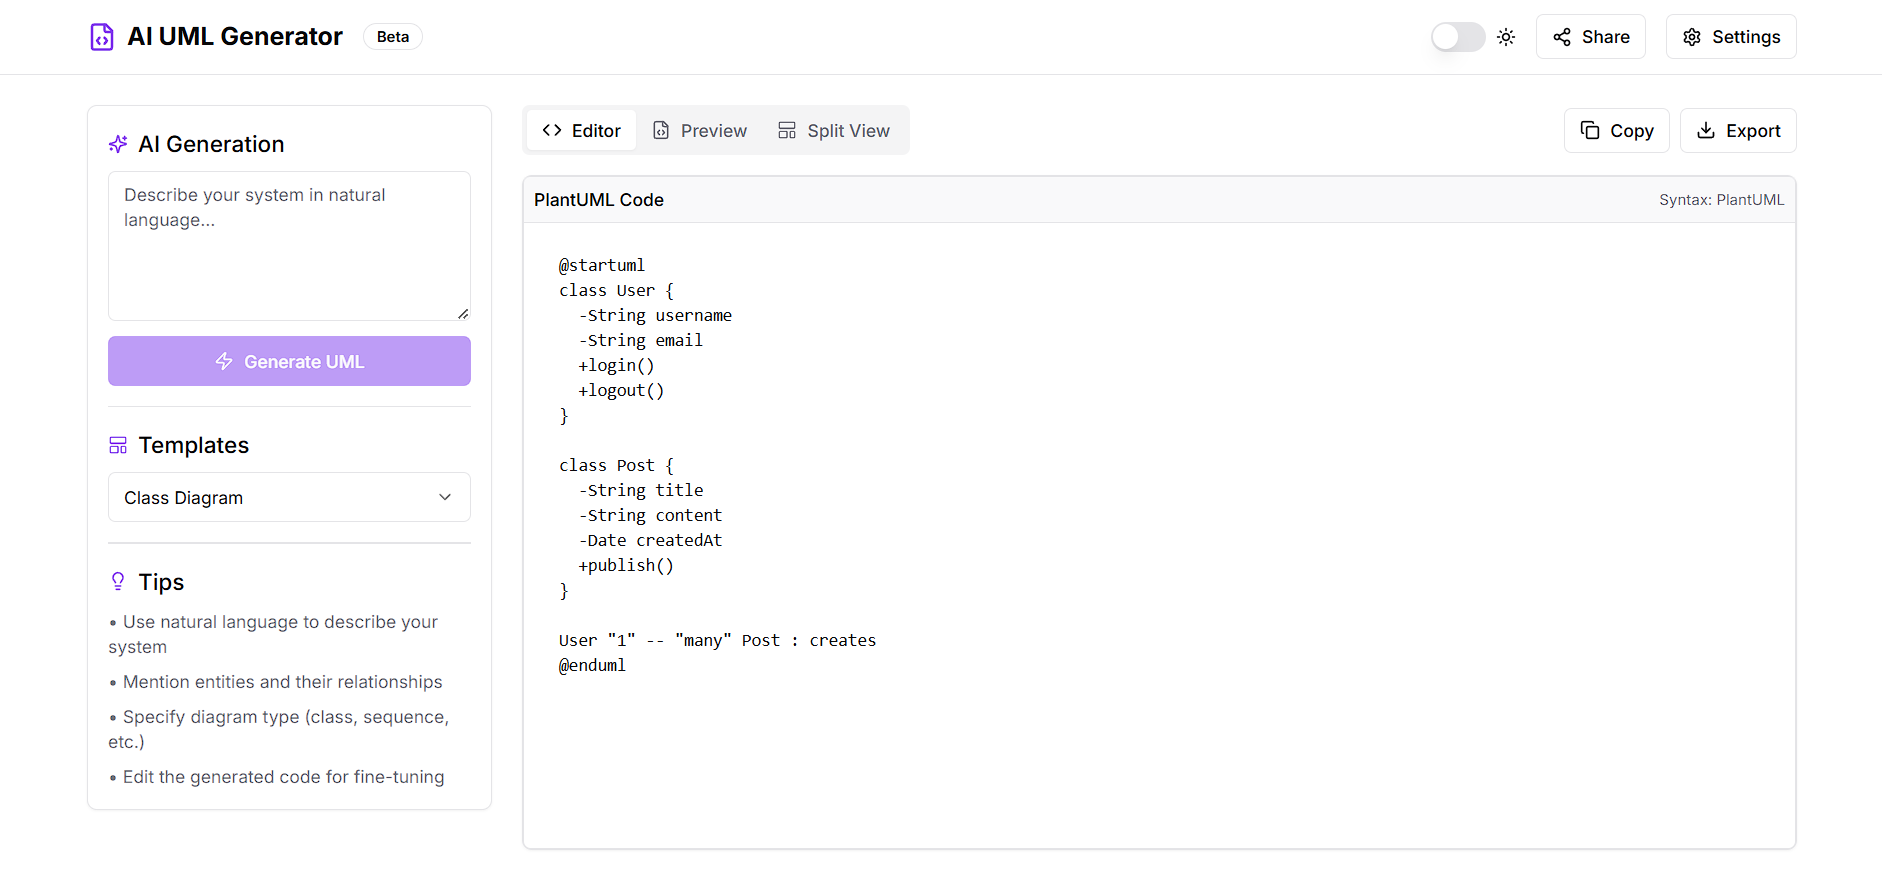 AI UML Generator
Beta
Share
Settings
AI Generation
Describe your system in natural
language...
Generate UML
Templates
Class Diagram
Tips
• Use natural language to describe your
system
• Mention entities and their relationships
• Specify diagram type (class, sequence,
etc.)
• Edit the generated code for fine-tuning
Editor
Preview
Split View
Copy
Export
PlantUML Code
Syntax: PlantUML
@startuml
class User {
  -String username
  -String email
  +login()
  +logout()
}

class Post {
  -String title
  -String content
  -Date createdAt
  +publish()
}

User "1" -- "many" Post : creates
@enduml